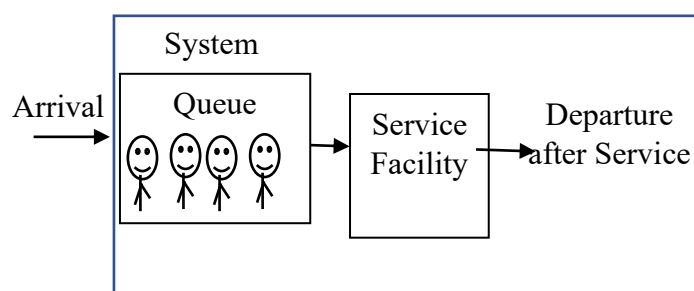 System
Arrival
Queue
Service
Facility
Departure
after Service